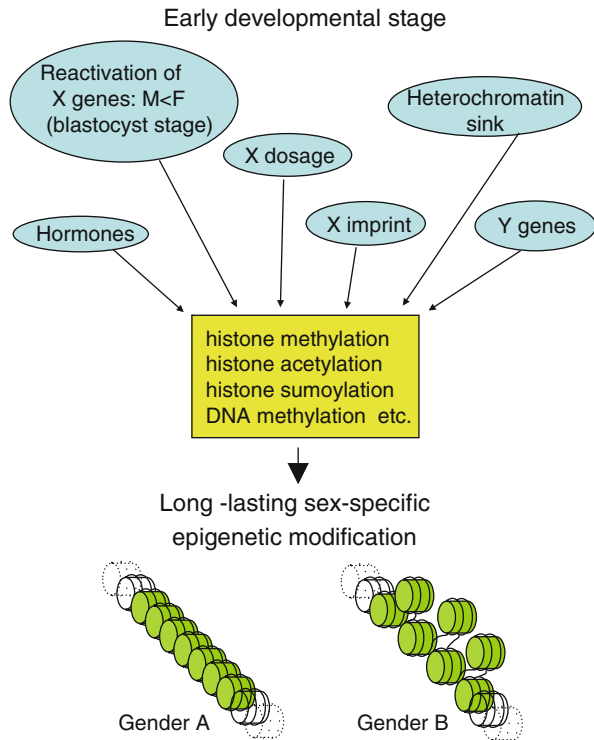 Early developmental stage
Reactivation of
X genes: M<F
(blastocyst stage)
Heterochromatin
sink
X dosage
Hormones
X imprint
Y genes
histone methylation
histone acetylation
histone sumoylation
DNA methylation etc.
Long -lasting sex-specific
epigenetic modification
Gender A
Gender B